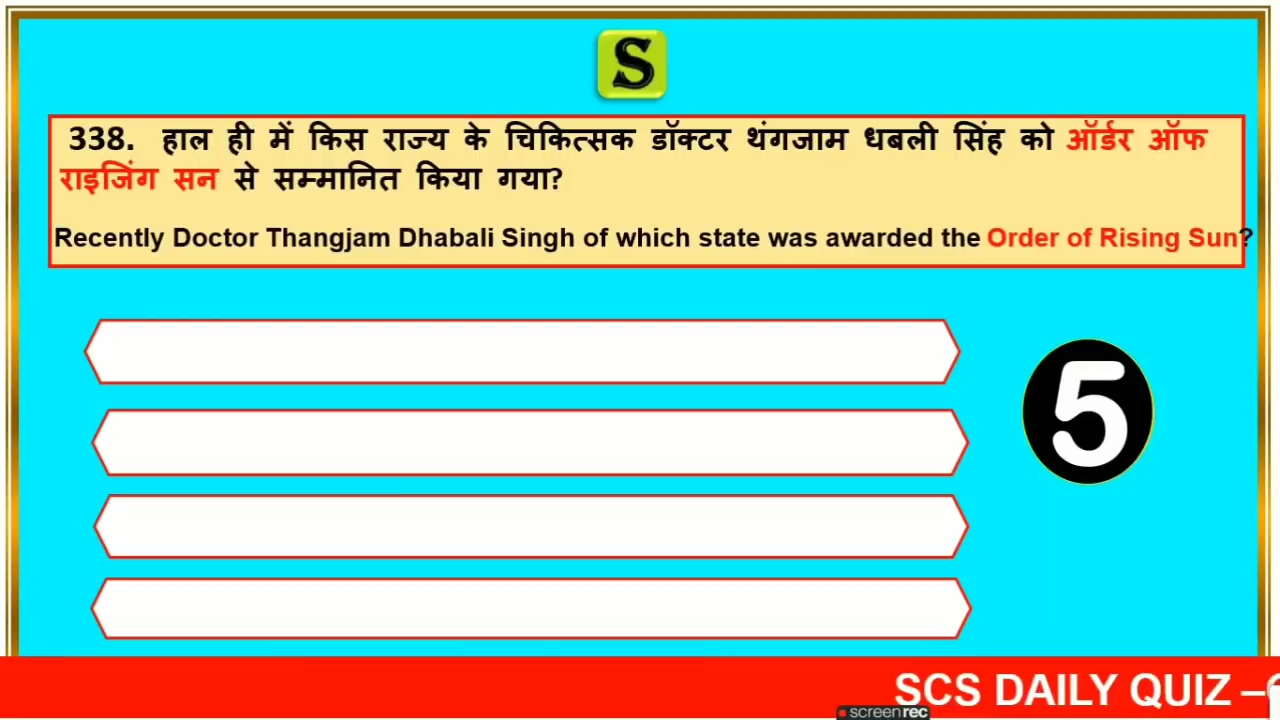 S
338. हाल ही में किस राज्य के चिकित्सक डॉक्टर थंगजाम धबली सिंह को ऑर्डर ऑफ
राइजिंग सन से सम्मानित किया गया?
Recently Doctor Thangjam Dhabali Singh of which state was awarded the Order of Rising Sun?
5
SCS DAILY QUIZ –
screenrec